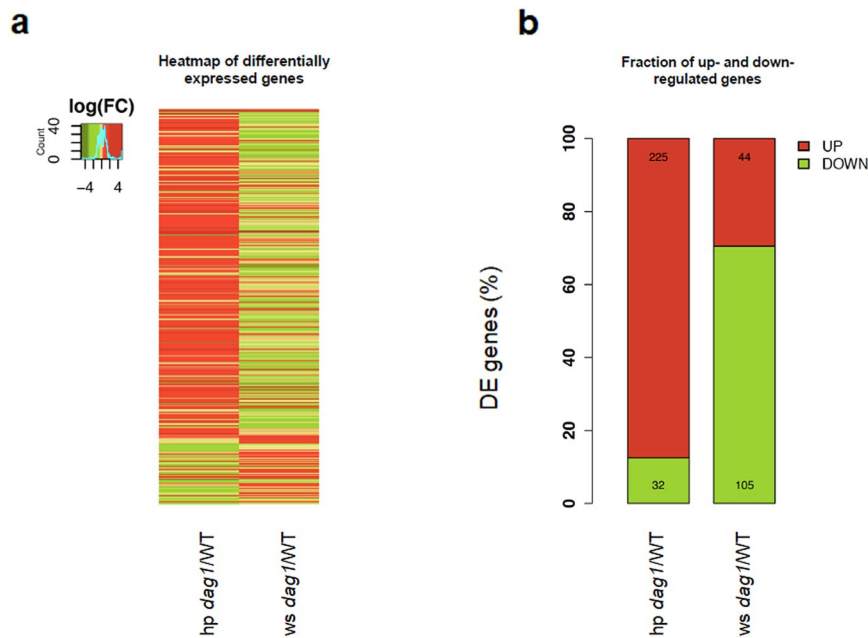 a
Heatmap of differentially
expressed genes
log(FC)
Count
0
40
−4
4
hp dag1/WT
ws dag1/WT
b
Fraction of up- and down-
regulated genes
DE genes (%)
100
80
60
40
20
0
225
44
32
105
UP
DOWN
hp dag1/WT
ws dag1/WT